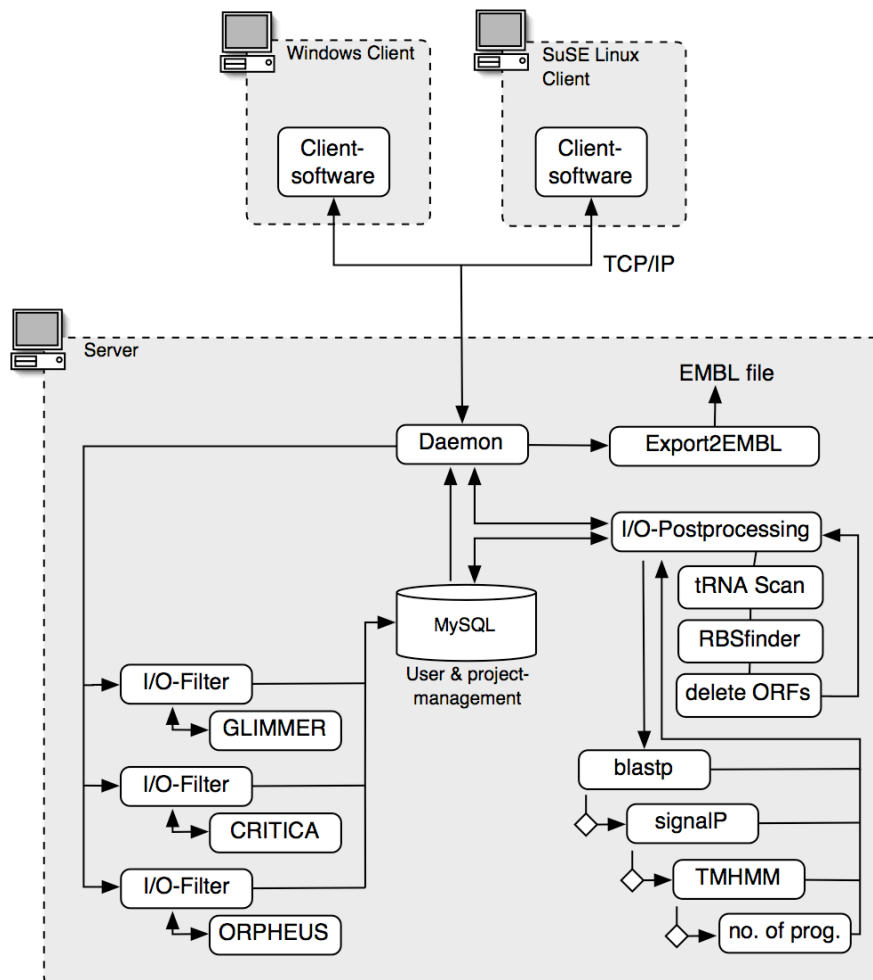 Windows Client
SuSE Linux
Client
Client-
software
Client-
software
TCP/IP
Server
EMBL file
Daemon
Export2EMBL
I/O-Postprocessing
tRNA Scan
MySQL
RBSfinder
User & project-
management
I/O-Filter
delete ORFs
GLIMMER
blastp
I/O-Filter
signalP
CRITICA
I/O-Filter
TMHMM
ORPHEUS
no. of prog.